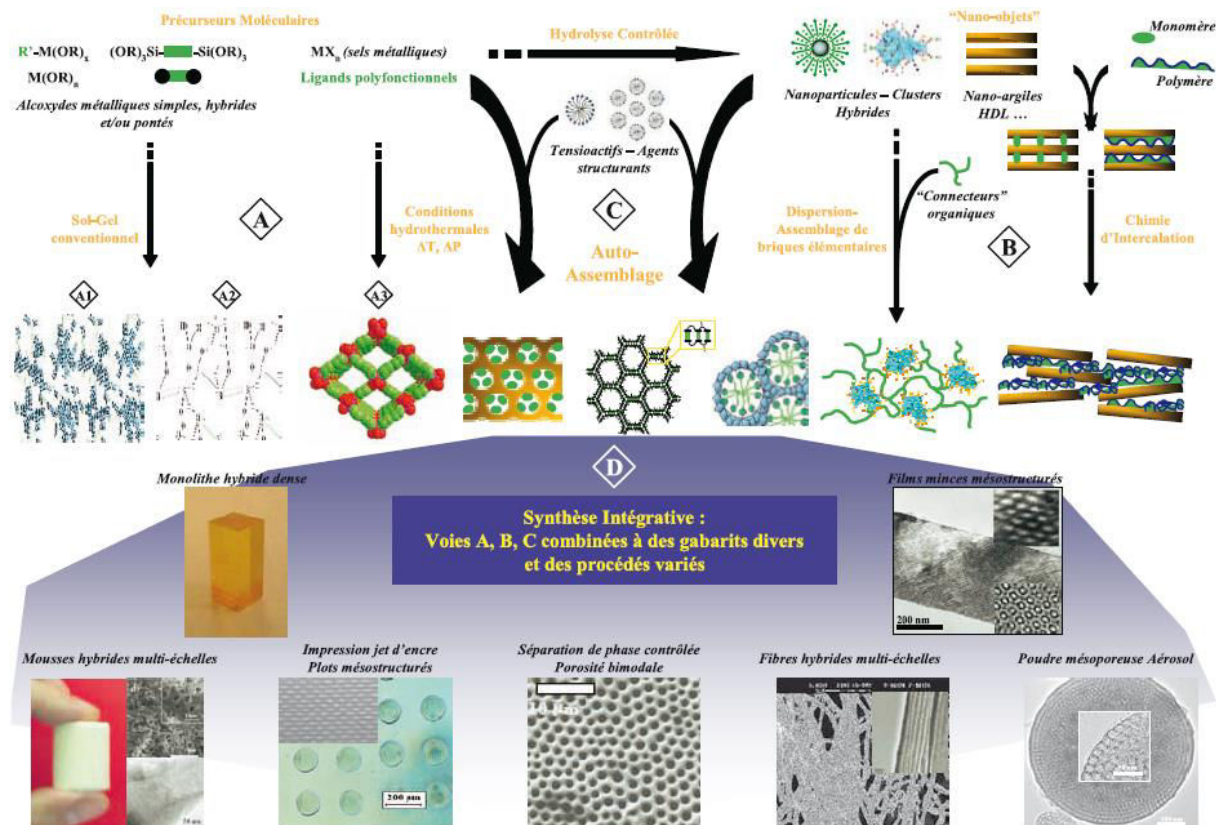 Précurseurs Moléculaires
R'-M(OR)x
(OR)3Si-
-Si(OR)3
M(OR)n
Alcoxydes métalliques simples, hybrides
et/ou pontés
MXn (sels métalliques)
Ligands polyfonctionnels
Hydrolyse Contrôlée
Tensioactifs – Agents
structurants
"Nano-objets"
Nanoparticules – Clusters
Hybrides
Nano-argiles
HDL ...
Monomère
Polymère
Sol-Gel
conventionnel
A
Conditions
hydrothermales
ΔT, ΔP
C
Auto-
Assemblage
Dispersion-
Assemblage de
briques élémentaires
"Connecteurs"
organiques
B
Chimie
d'Intercalation
A1
A2
A3
D
Synthèse Intégrative :
Voies A, B, C combinées à des gabarits divers
et des procédés variés
Monolithe hybride dense
Films minces mésostructurés
200 nm
Mousses hybrides multi-échelles
Impression jet d'encre
Plots mésostructurés
200 µm
Séparation de phase contrôlée
Porosité bimodale
10 µm
Fibres hybrides multi-échelles
Poudre mésoporeuse Aérosol